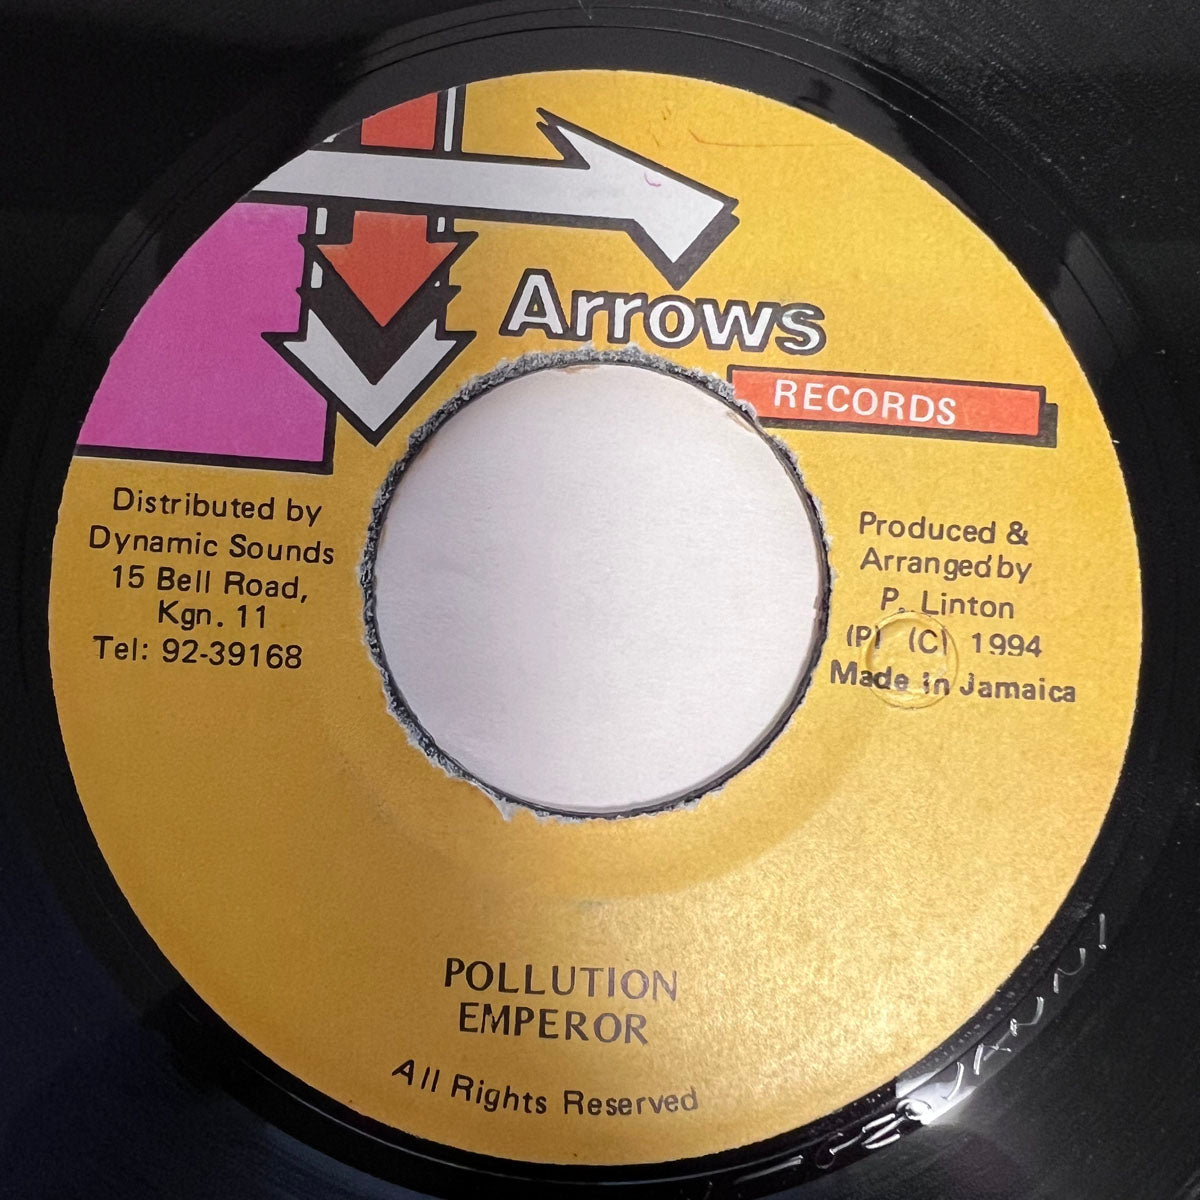 Arrows
RECORDS
Distributed by
Dynamic Sounds
15 Bell Road,
Kgn. 11
Tel: 92-39168
Produced &
Arranged by
P. Linton
(P) (C) 1994
Made in Jamaica
POLLUTION
EMPEROR
All Rights Reserved